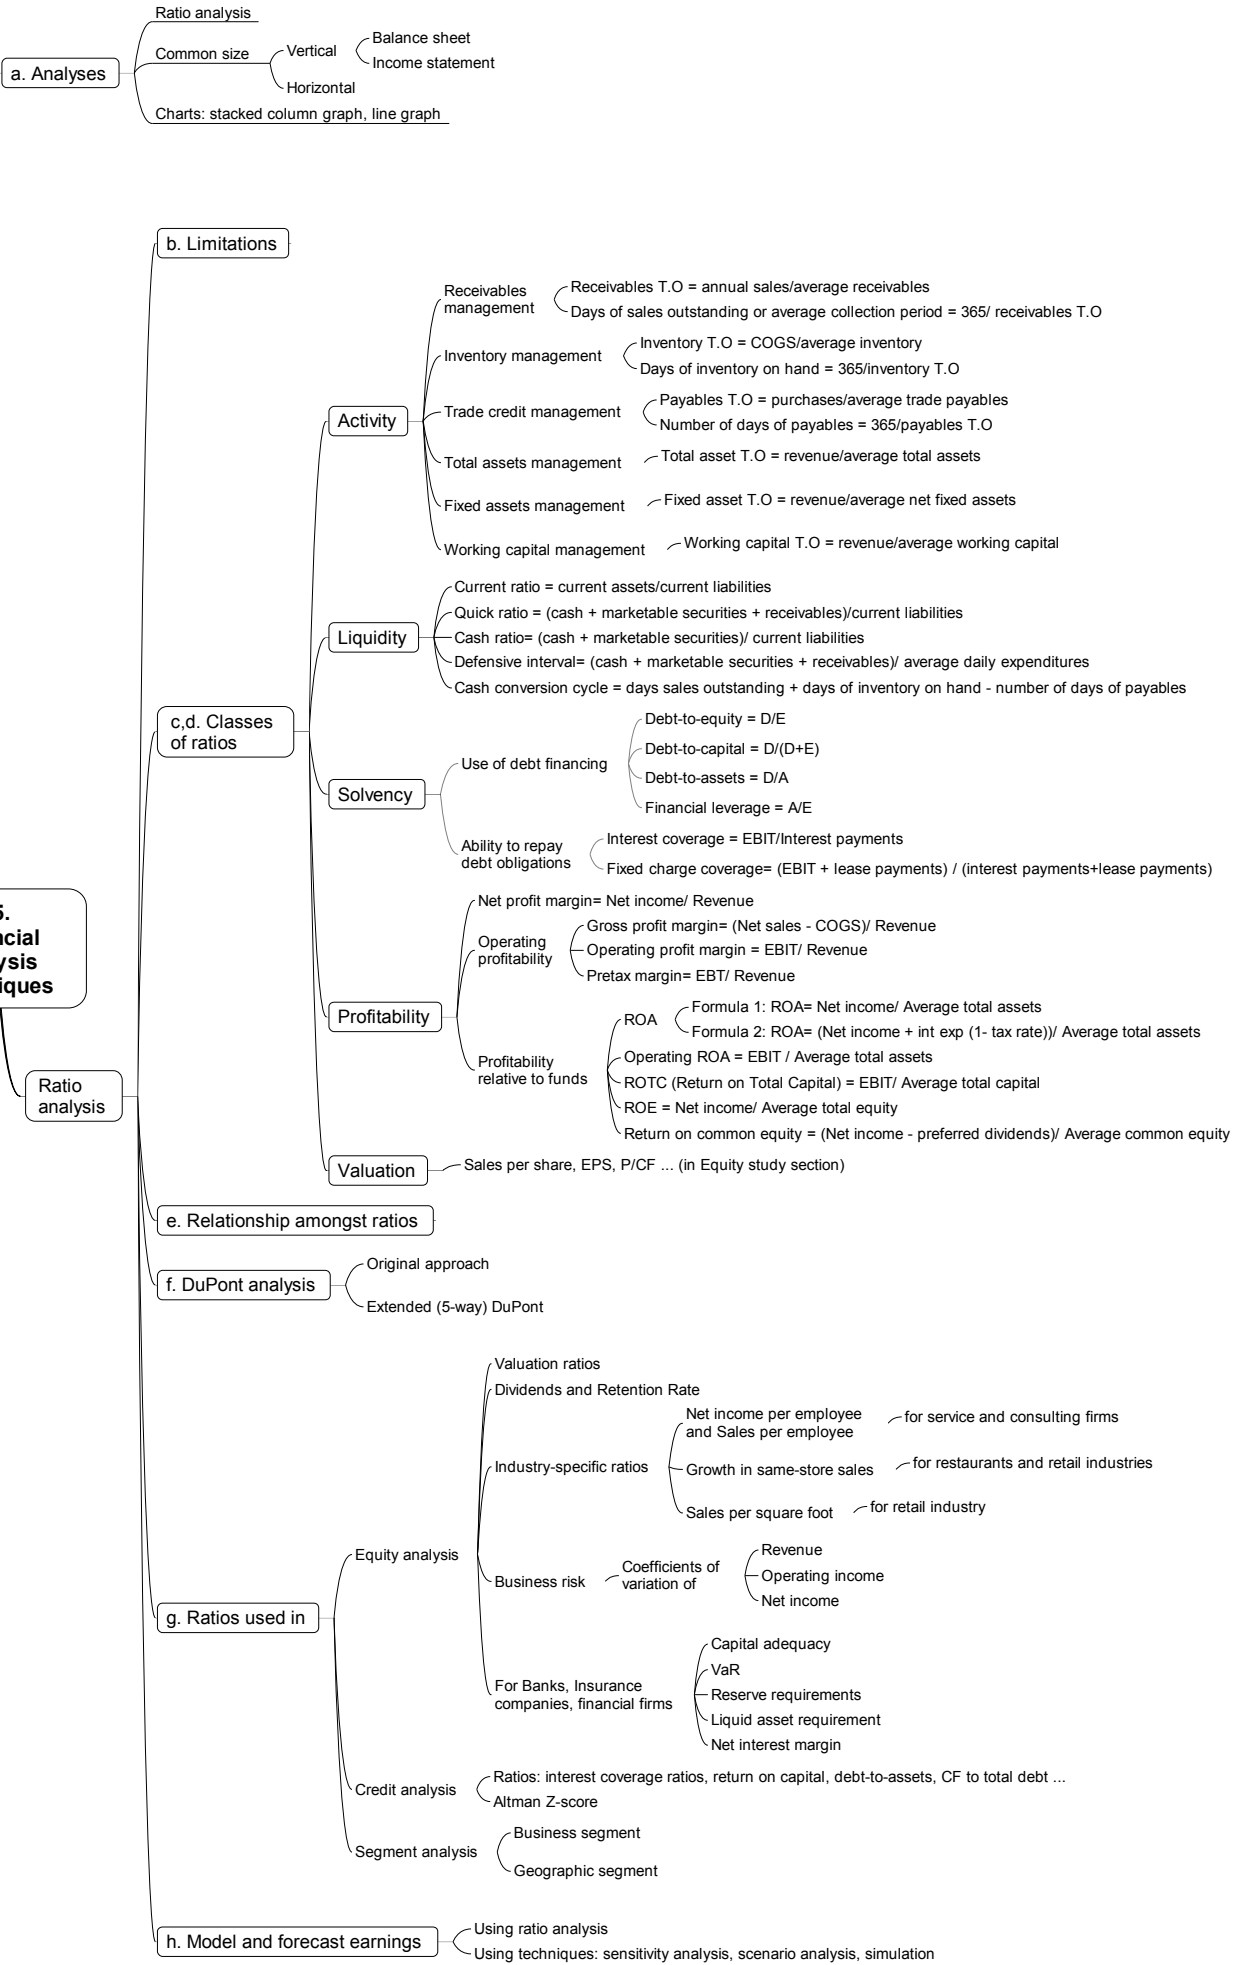 Ratio analysis
Common size
Vertical
Balance sheet
Income statement
Horizontal
a. Analyses
Charts: stacked column graph, line graph
b. Limitations
Receivables
management
Receivables T.O = annual sales/average receivables
Days of sales outstanding or average collection period = 365/ receivables T.O
Inventory management
Inventory T.O = COGS/average inventory
Days of inventory on hand = 365/inventory T.O
Activity
Trade credit management
Payables T.O = purchases/average trade payables
Number of days of payables = 365/payables T.O
Total assets management
Total asset T.O = revenue/average total assets
Fixed assets management
Fixed asset T.O = revenue/average net fixed assets
Working capital management
Working capital T.O = revenue/average working capital
Liquidity
Current ratio = current assets/current liabilities
Quick ratio = (cash + marketable securities + receivables)/current liabilities
Cash ratio= (cash + marketable securities)/ current liabilities
Defensive interval= (cash + marketable securities + receivables)/ average daily expenditures
Cash conversion cycle = days sales outstanding + days of inventory on hand - number of days of payables
c,d. Classes
of ratios
Solvency
Use of debt financing
Debt-to-equity = D/E
Debt-to-capital = D/(D+E)
Debt-to-assets = D/A
Financial leverage = A/E
Ability to repay
debt obligations
Interest coverage = EBIT/Interest payments
Fixed charge coverage= (EBIT + lease payments) / (interest payments+lease payments)
5.
ncial
ysis
iques
Profitability
Net profit margin= Net income/ Revenue
Operating
profitability
Gross profit margin= (Net sales - COGS)/ Revenue
Operating profit margin = EBIT/ Revenue
Pretax margin= EBT/ Revenue
Profitability
relative to funds
ROA
Formula 1: ROA= Net income/ Average total assets
Formula 2: ROA= (Net income + int exp (1- tax rate))/ Average total assets
Operating ROA = EBIT / Average total assets
ROTC (Return on Total Capital) = EBIT/ Average total capital
ROE = Net income/ Average total equity
Return on common equity = (Net income - preferred dividends)/ Average common equity
Ratio
analysis
Valuation
Sales per share, EPS, P/CF ... (in Equity study section)
e. Relationship amongst ratios
f. DuPont analysis
Original approach
Extended (5-way) DuPont
g. Ratios used in
Equity analysis
Valuation ratios
Dividends and Retention Rate
Industry-specific ratios
Net income per employee
and Sales per employee
for service and consulting firms
Growth in same-store sales
for restaurants and retail industries
Sales per square foot
for retail industry
Business risk
Coefficients of
variation of
Revenue
Operating income
Net income
For Banks, Insurance
companies, financial firms
Capital adequacy
VaR
Reserve requirements
Liquid asset requirement
Net interest margin
Credit analysis
Ratios: interest coverage ratios, return on capital, debt-to-assets, CF to total debt ...
Altman Z-score
Segment analysis
Business segment
Geographic segment
h. Model and forecast earnings
Using ratio analysis
Using techniques: sensitivity analysis, scenario analysis, simulation